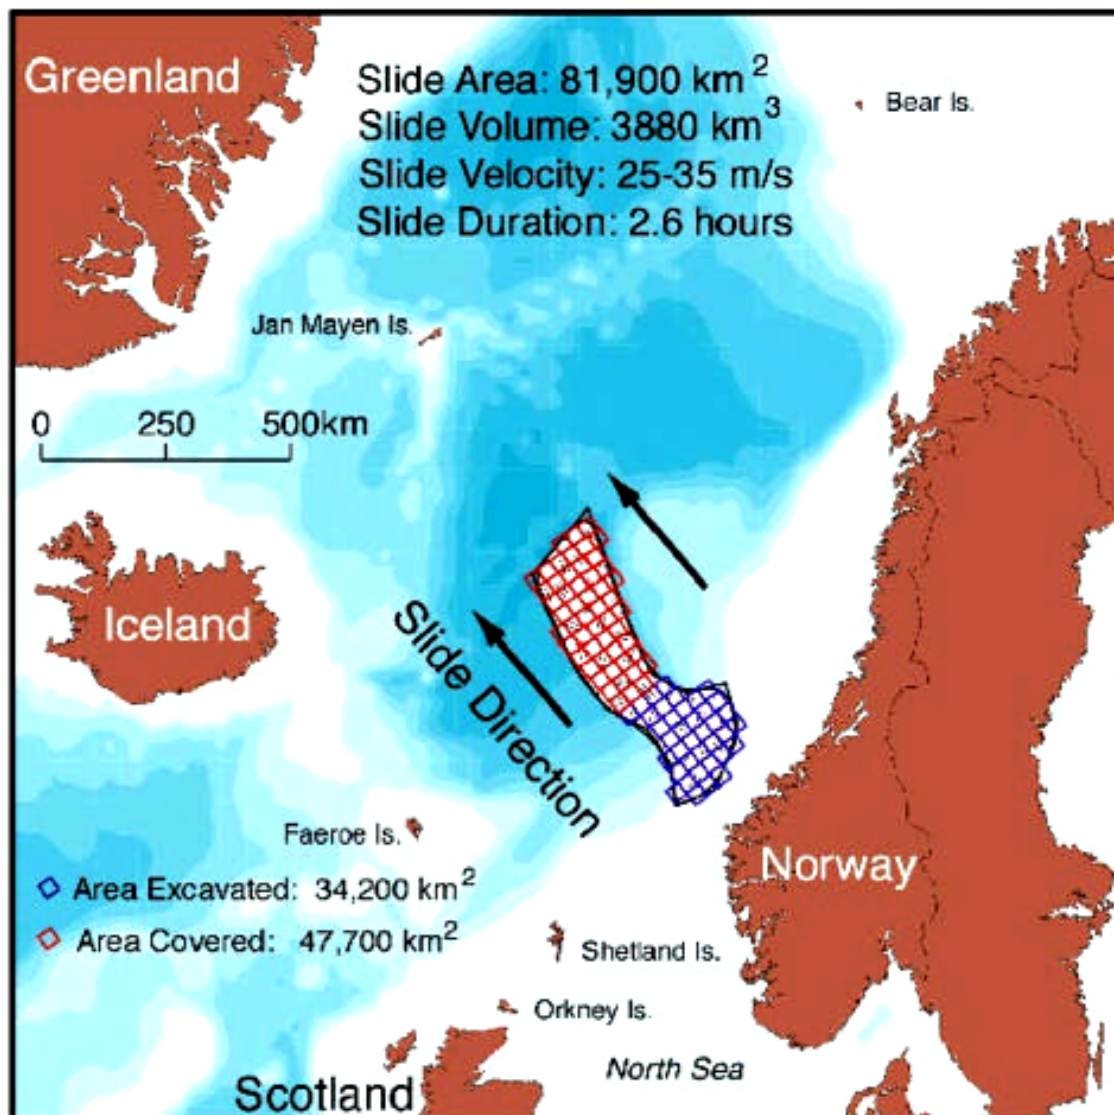 Greenland
Slide Area: 81,900 km²
Slide Volume: 3880 km³
Slide Velocity: 25-35 m/s
Slide Duration: 2.6 hours
Bear Is.
Jan Mayen Is.
0 250 500km
Iceland
Slide Direction
Faeroe Is.
Norway
Area Excavated: 34,200 km²
Area Covered: 47,700 km²
Shetland Is.
Orkney Is.
North Sea
Scotland